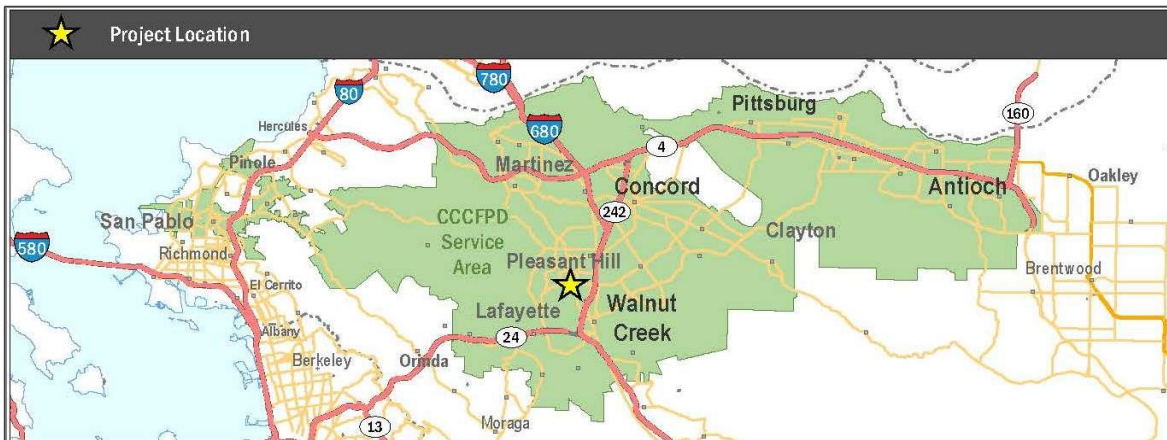 Project Location
780
80
160
Pittsburg
Hercules
680
4
Pinole
Martinez
Oakley
Concord
Antioch
242
CCCFPD
Service
Area
San Pablo
Clayton
580
Richmond
Pleasant Hill
Brentwood
El Cerrito
Lafayette
Walnut
Creek
Albany
24
Berkeley
Orinda
Moraga
13